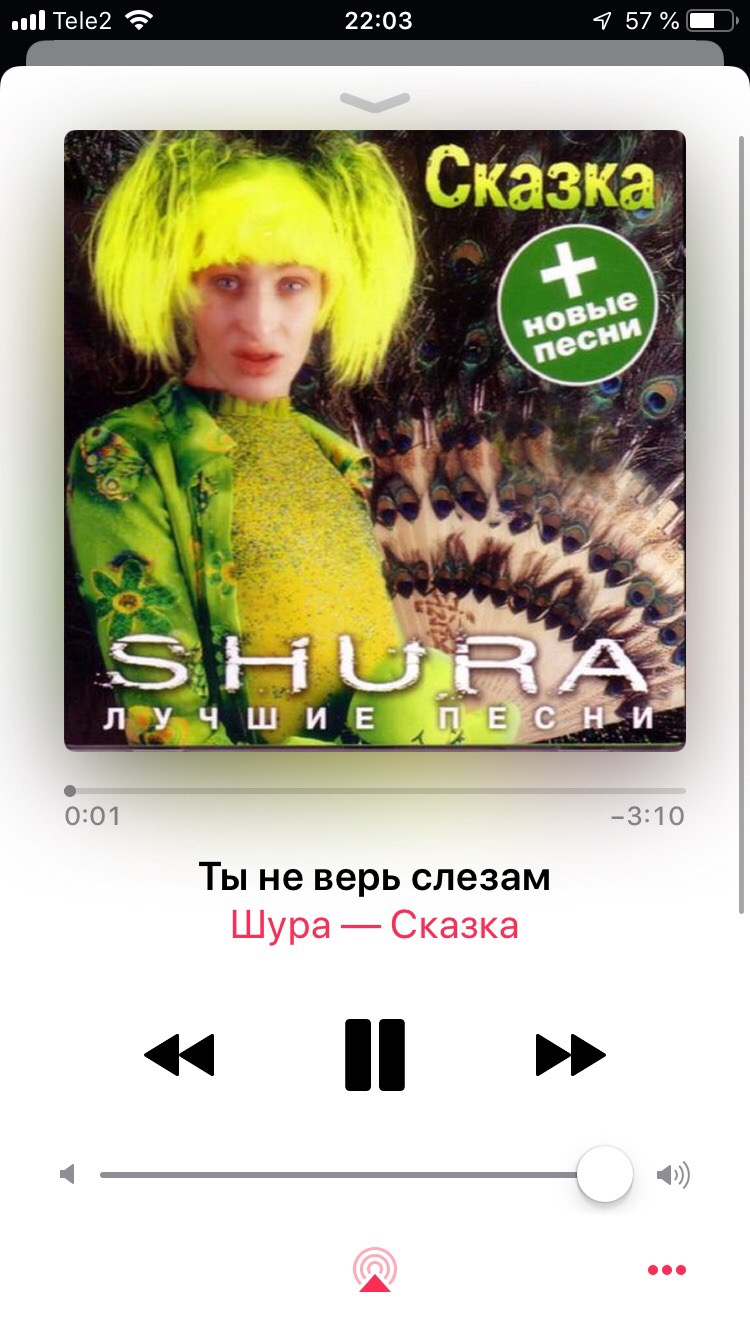 Tele2 22:03 57 %
Сказка
+
новые
песни
SHURA
ЛУЧШИЕ ПЕСНИ
0:01 −3:10
Ты не верь слезам
Шура — Сказка